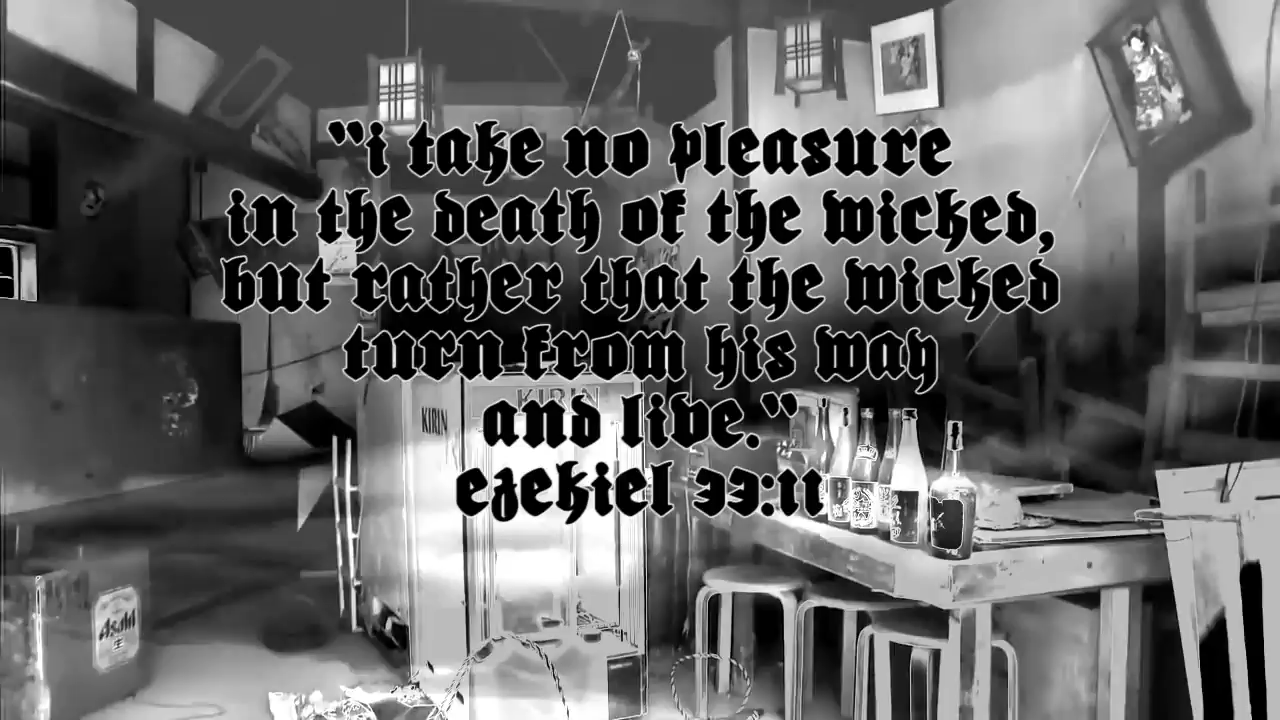 "i take no pleasure
in the death of the wicked,
but rather that the wicked
turn from his way
and live."
ezekiel 33:11
KIRIN
KIRIN
Asahi